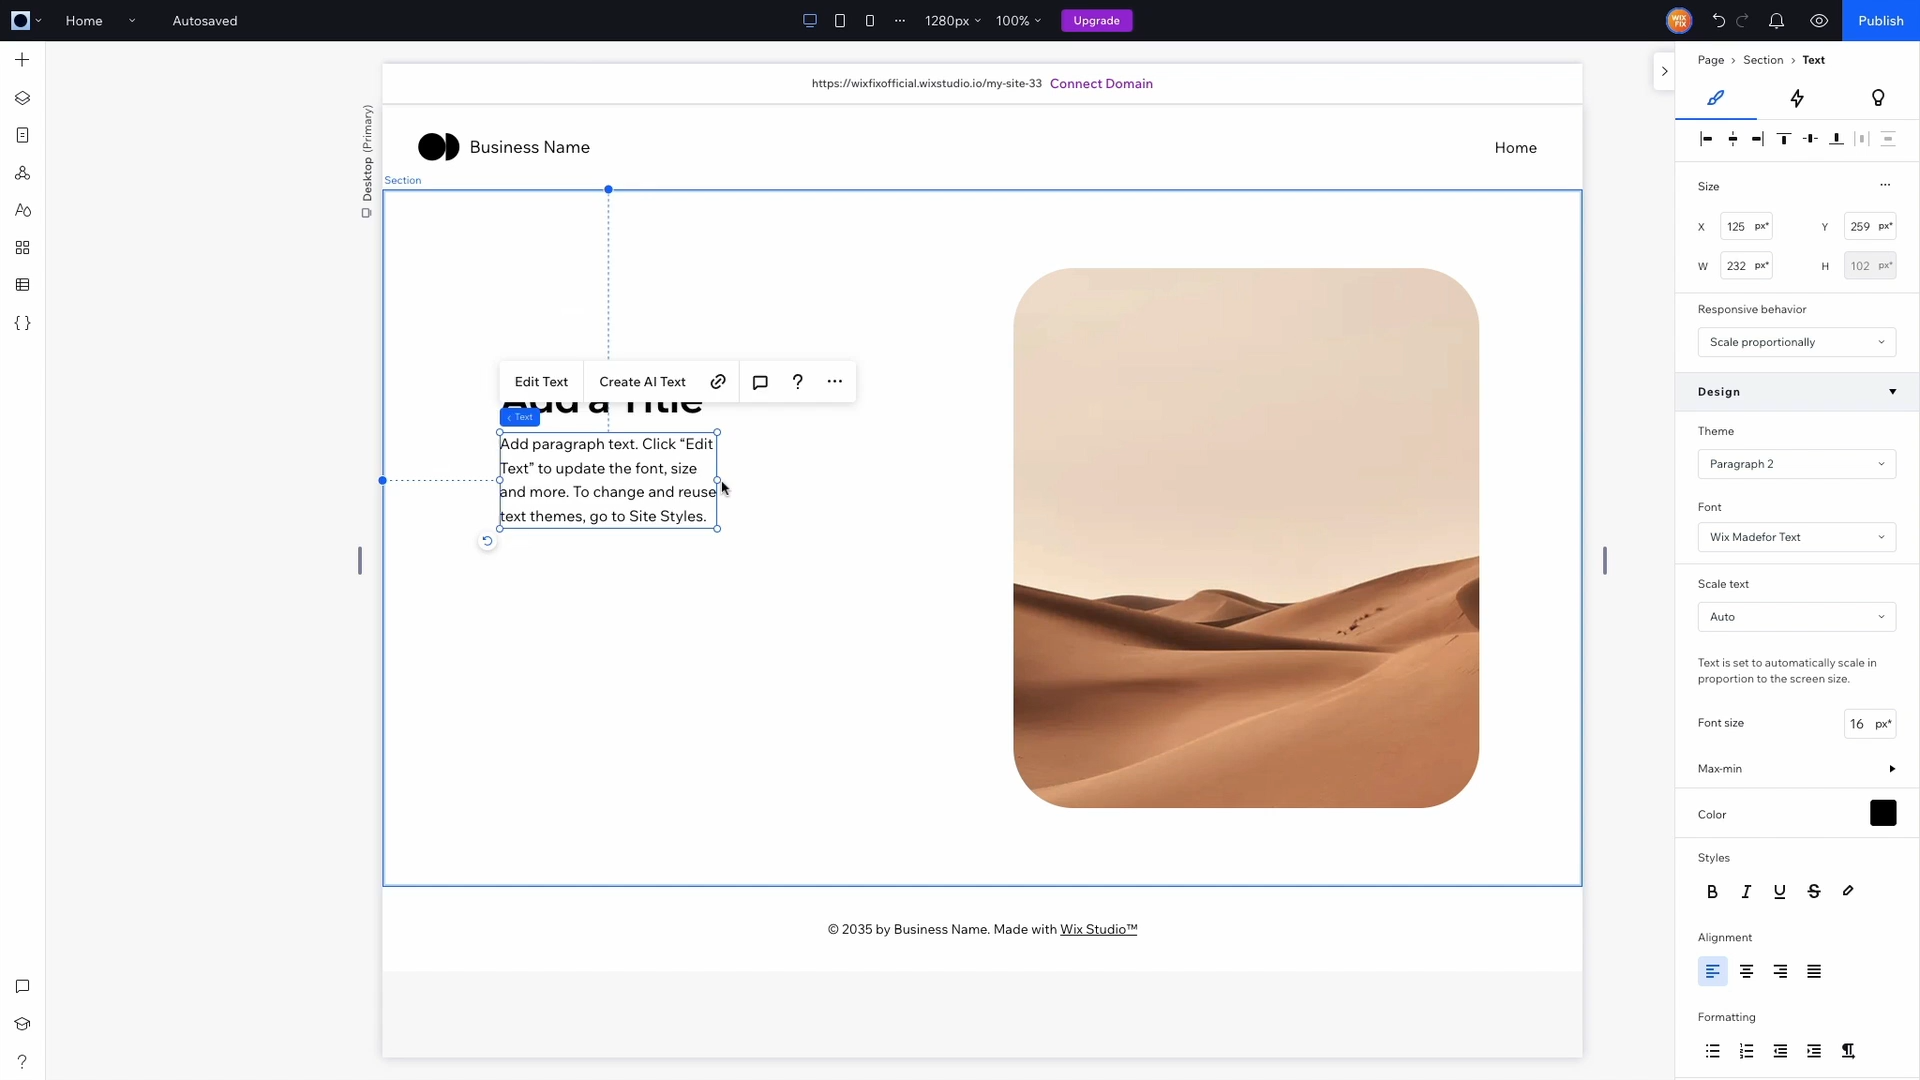 Home
Autosaved
1280px
100%
Upgrade
WIX
FIX
Publish
https://wixfixofficial.wixstudio.io/my-site-33 Connect Domain
Desktop (Primary)
Business Name
Home
Section
Edit Text
Create AI Text
?
Add a Title
< Text
Add paragraph text. Click “Edit
Text” to update the font, size
and more. To change and reuse
text themes, go to Site Styles.
© 2035 by Business Name. Made with Wix Studio™
Page > Section > Text
Size
X 125 px* Y 259 px*
W 232 px* H 102 px*
Responsive behavior
Scale proportionally
Design
Theme
Paragraph 2
Font
Wix Madefor Text
Scale text
Auto
Text is set to automatically scale in
proportion to the screen size.
Font size 16 px*
Max-min
Color
Styles
B I U S
Alignment
Formatting